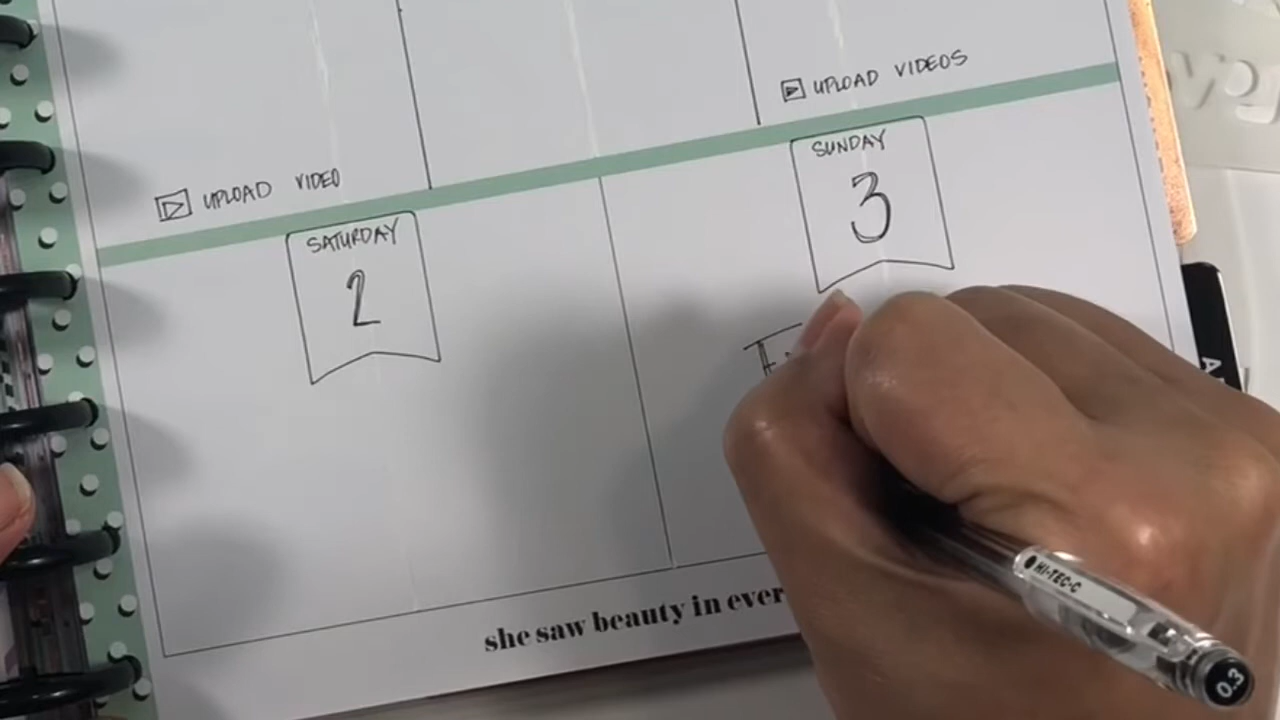 UPLOAD VIDEOS
UPLOAD VIDEO
SUNDAY
3
SATURDAY
2
she saw beauty in ever
HI-TEC-C
0.3